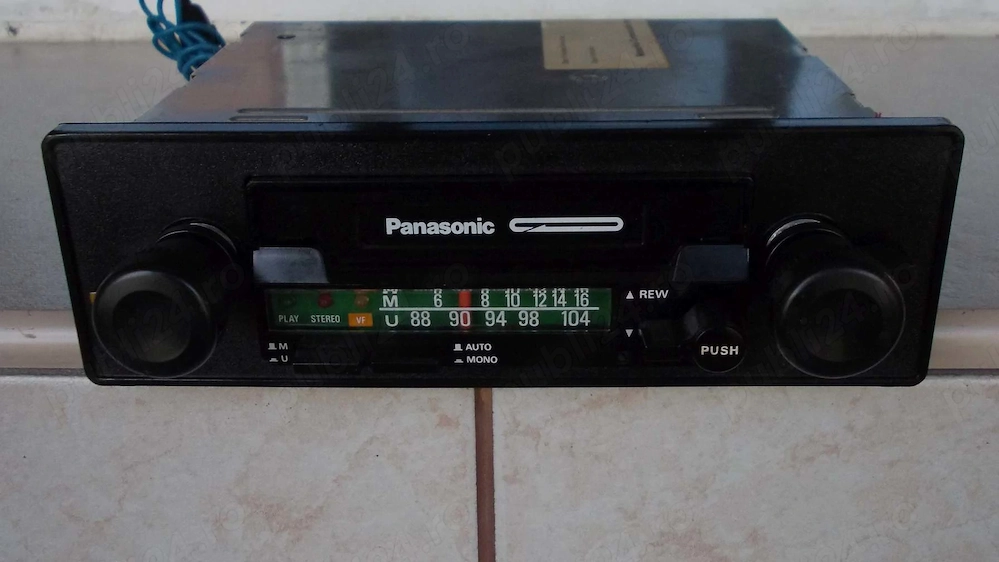 Panasonic
M 6 8 10 12 14 16
PLAY STEREO VF U 88 90 94 98 104
▲ REW
▼
PUSH
M AUTO
U MONO